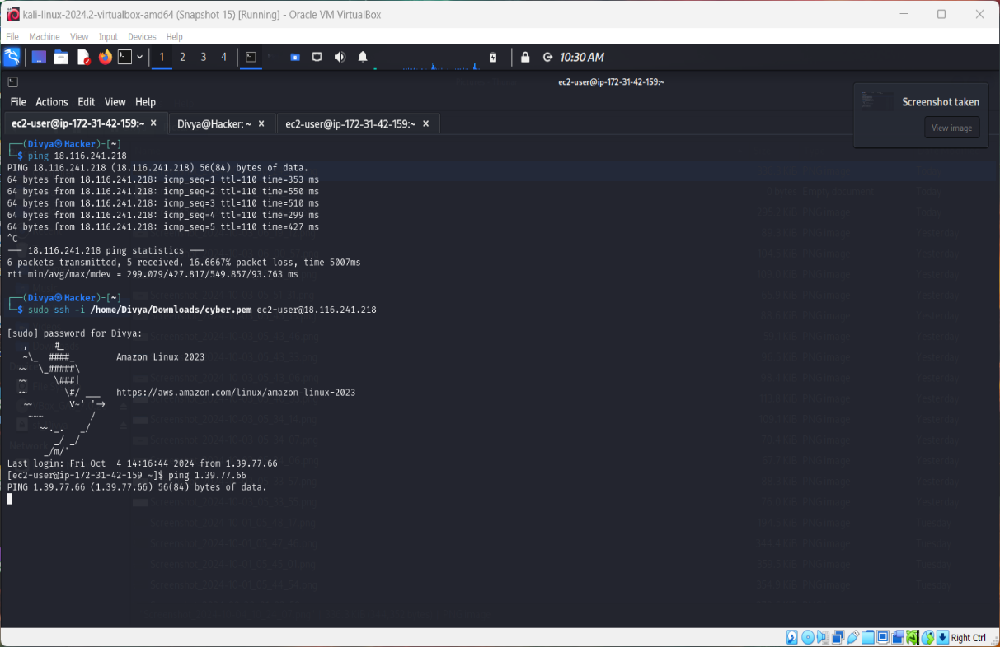 kali-linux-2024.2-virtualbox-amd64 (Snapshot 15) [Running] - Oracle VM VirtualBox
File Machine View Input Devices Help
1 2 3 4 10:30 AM
ec2-user@ip-172-31-42-159:~
File Actions Edit View Help
Screenshot taken
View image
ec2-user@ip-172-31-42-159:~ × Divya@Hacker: ~ × ec2-user@ip-172-31-42-159:~ ×
┌──(Divya㉿Hacker)-[~]
└─$ ping 18.116.241.218
PING 18.116.241.218 (18.116.241.218) 56(84) bytes of data.
64 bytes from 18.116.241.218: icmp_seq=1 ttl=110 time=353 ms
64 bytes from 18.116.241.218: icmp_seq=2 ttl=110 time=550 ms
64 bytes from 18.116.241.218: icmp_seq=3 ttl=110 time=510 ms
64 bytes from 18.116.241.218: icmp_seq=4 ttl=110 time=299 ms
64 bytes from 18.116.241.218: icmp_seq=5 ttl=110 time=427 ms
^C
--- 18.116.241.218 ping statistics ---
6 packets transmitted, 5 received, 16.6667% packet loss, time 5007ms
rtt min/avg/max/mdev = 299.079/427.817/549.857/93.763 ms
┌──(Divya㉿Hacker)-[~]
└─$ sudo ssh -i /home/Divya/Downloads/cyber.pem ec2-user@18.116.241.218
[sudo] password for Divya:
   ,     #_
   ~\_  ####_        Amazon Linux 2023
  ~~  \_#####\
  ~~     \###|
  ~~       \#/ ___   https://aws.amazon.com/linux/amazon-linux-2023
   ~~       V~' '->
    ~~~         /
      ~~._.   _/
         _/ _/
       _/m/'
Last login: Fri Oct  4 14:16:44 2024 from 1.39.77.66
[ec2-user@ip-172-31-42-159 ~]$ ping 1.39.77.66
PING 1.39.77.66 (1.39.77.66) 56(84) bytes of data.
Right Ctrl